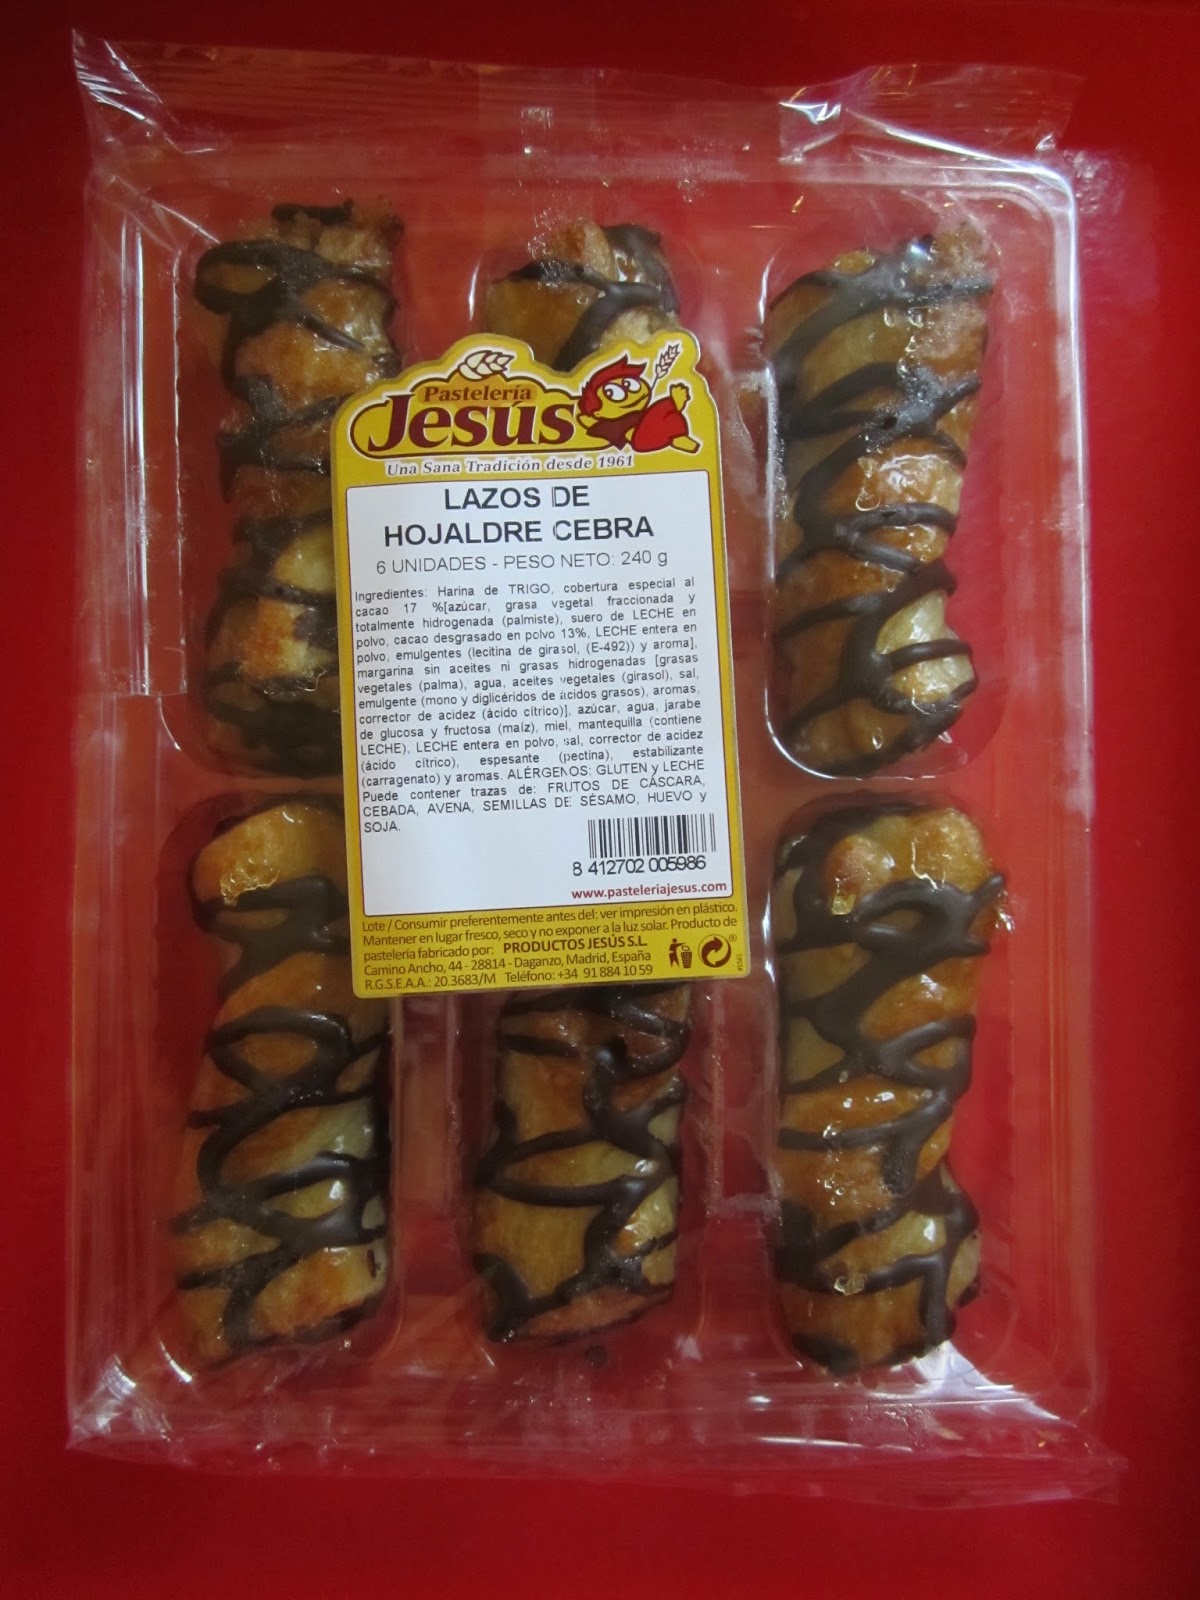 Pastelería
Jesús
Una Sana Tradición desde 1961
LAZOS DE
HOJALDRE CEBRA
6 UNIDADES - PESO NETO: 240 g
Ingredientes: Harina de TRIGO, cobertura especial al
cacao 17 %[azúcar, grasa vegetal fraccionada y
totalmente hidrogenada (palmiste), suero de LECHE en
polvo, cacao desgrasado en polvo 13%, LECHE entera en
polvo, emulgentes (lecitina de girasol, (E-492)) y aroma],
margarina sin aceites ni grasas hidrogenadas [grasas
vegetales (palma), agua, aceites vegetales (girasol), sal,
emulgente (mono y diglicéridos de ácidos grasos), aromas,
corrector de acidez (ácido cítrico)], azúcar, agua, jarabe
de glucosa y fructosa (maíz), miel, mantequilla (contiene
LECHE), LECHE entera en polvo, sal, corrector de acidez
(ácido cítrico), espesante (pectina), estabilizante
(carragenato) y aromas. ALÉRGENOS: GLUTEN y LECHE
Puede contener trazas de: FRUTOS DE CÁSCARA,
CEBADA, AVENA, SEMILLAS DE SÉSAMO, HUEVO y
SOJA.
8 412702 005986
www.pasteleriajesus.com
Lote / Consumir preferentemente antes del: ver impresión en plástico.
Mantener en lugar fresco, seco y no exponer a la luz solar. Producto de
pastelería fabricado por: PRODUCTOS JESÚS S.L.
Camino Ancho, 44 - 28814 - Daganzo, Madrid, España
R.G.S.E.A.A.: 20.3683/M Teléfono: +34 91 884 10 59